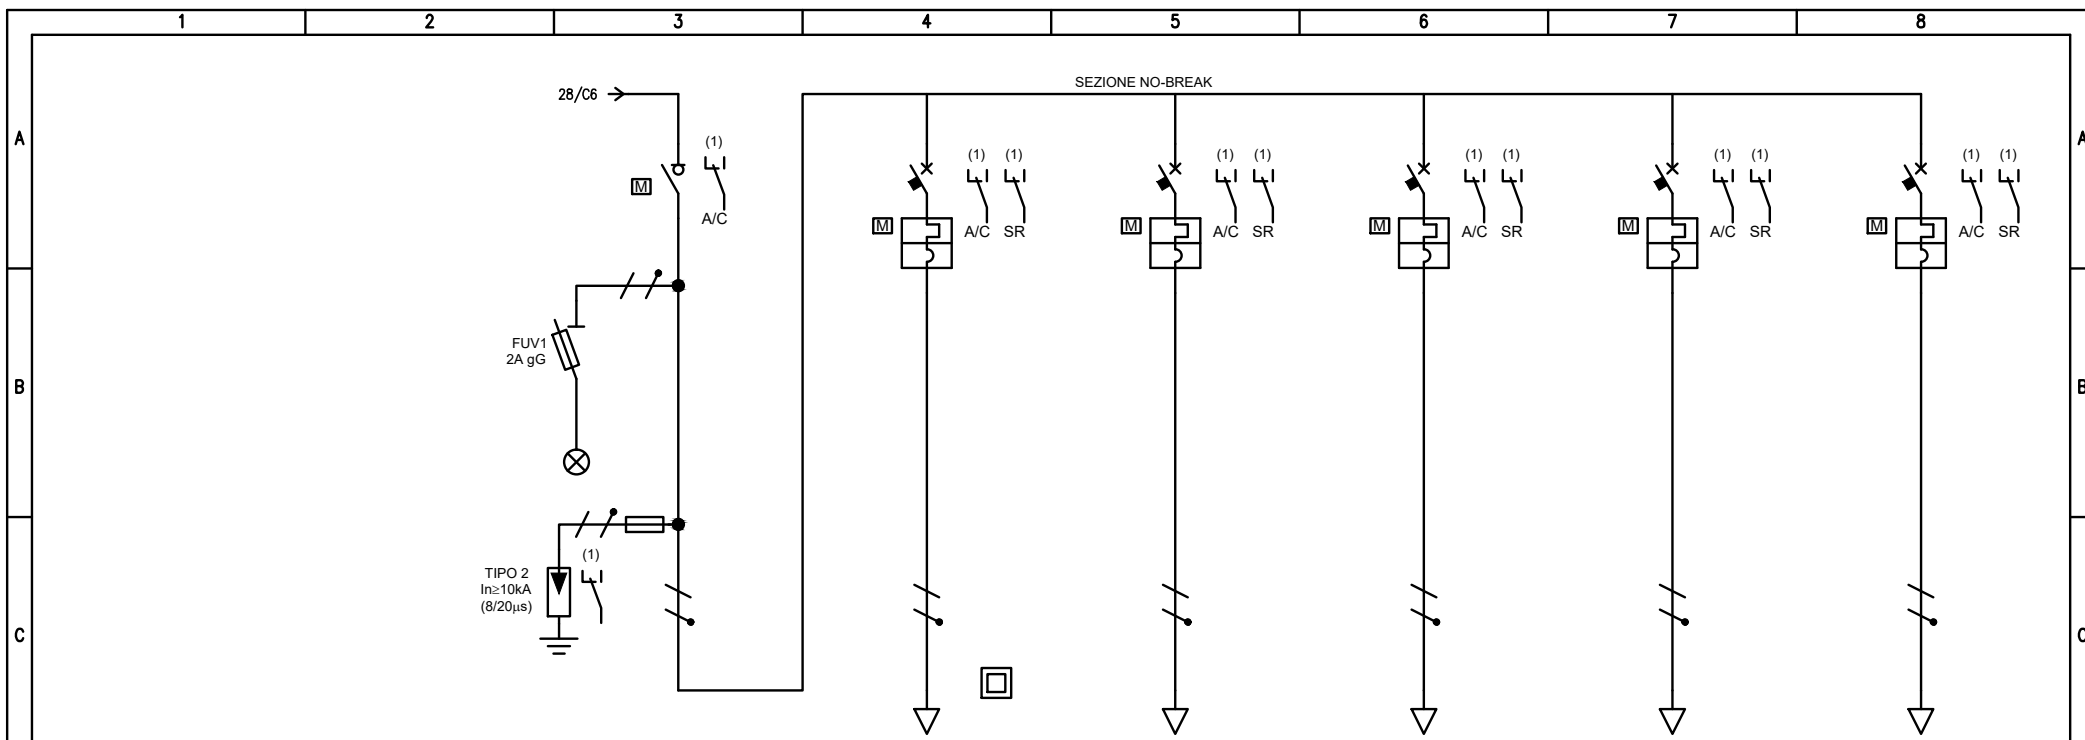 1 2 3 4 5 6 7 8
SEZIONE NO-BREAK
28/C6
A A
(1)
M
A/C
(1) (1)
M A/C SR
(1) (1)
M A/C SR
(1) (1)
M A/C SR
(1) (1)
M A/C SR
(1) (1)
M A/C SR
FUV1
2A gG
B B
TIPO 2
In≥10kA
(8/20µs)
(1)
C C